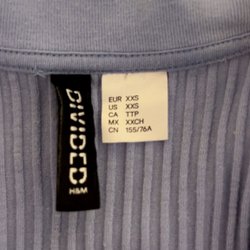 DIVIDED
H&M
EUR XXS
US XXS
CA TTP
MX XXCH
CN 155/76A